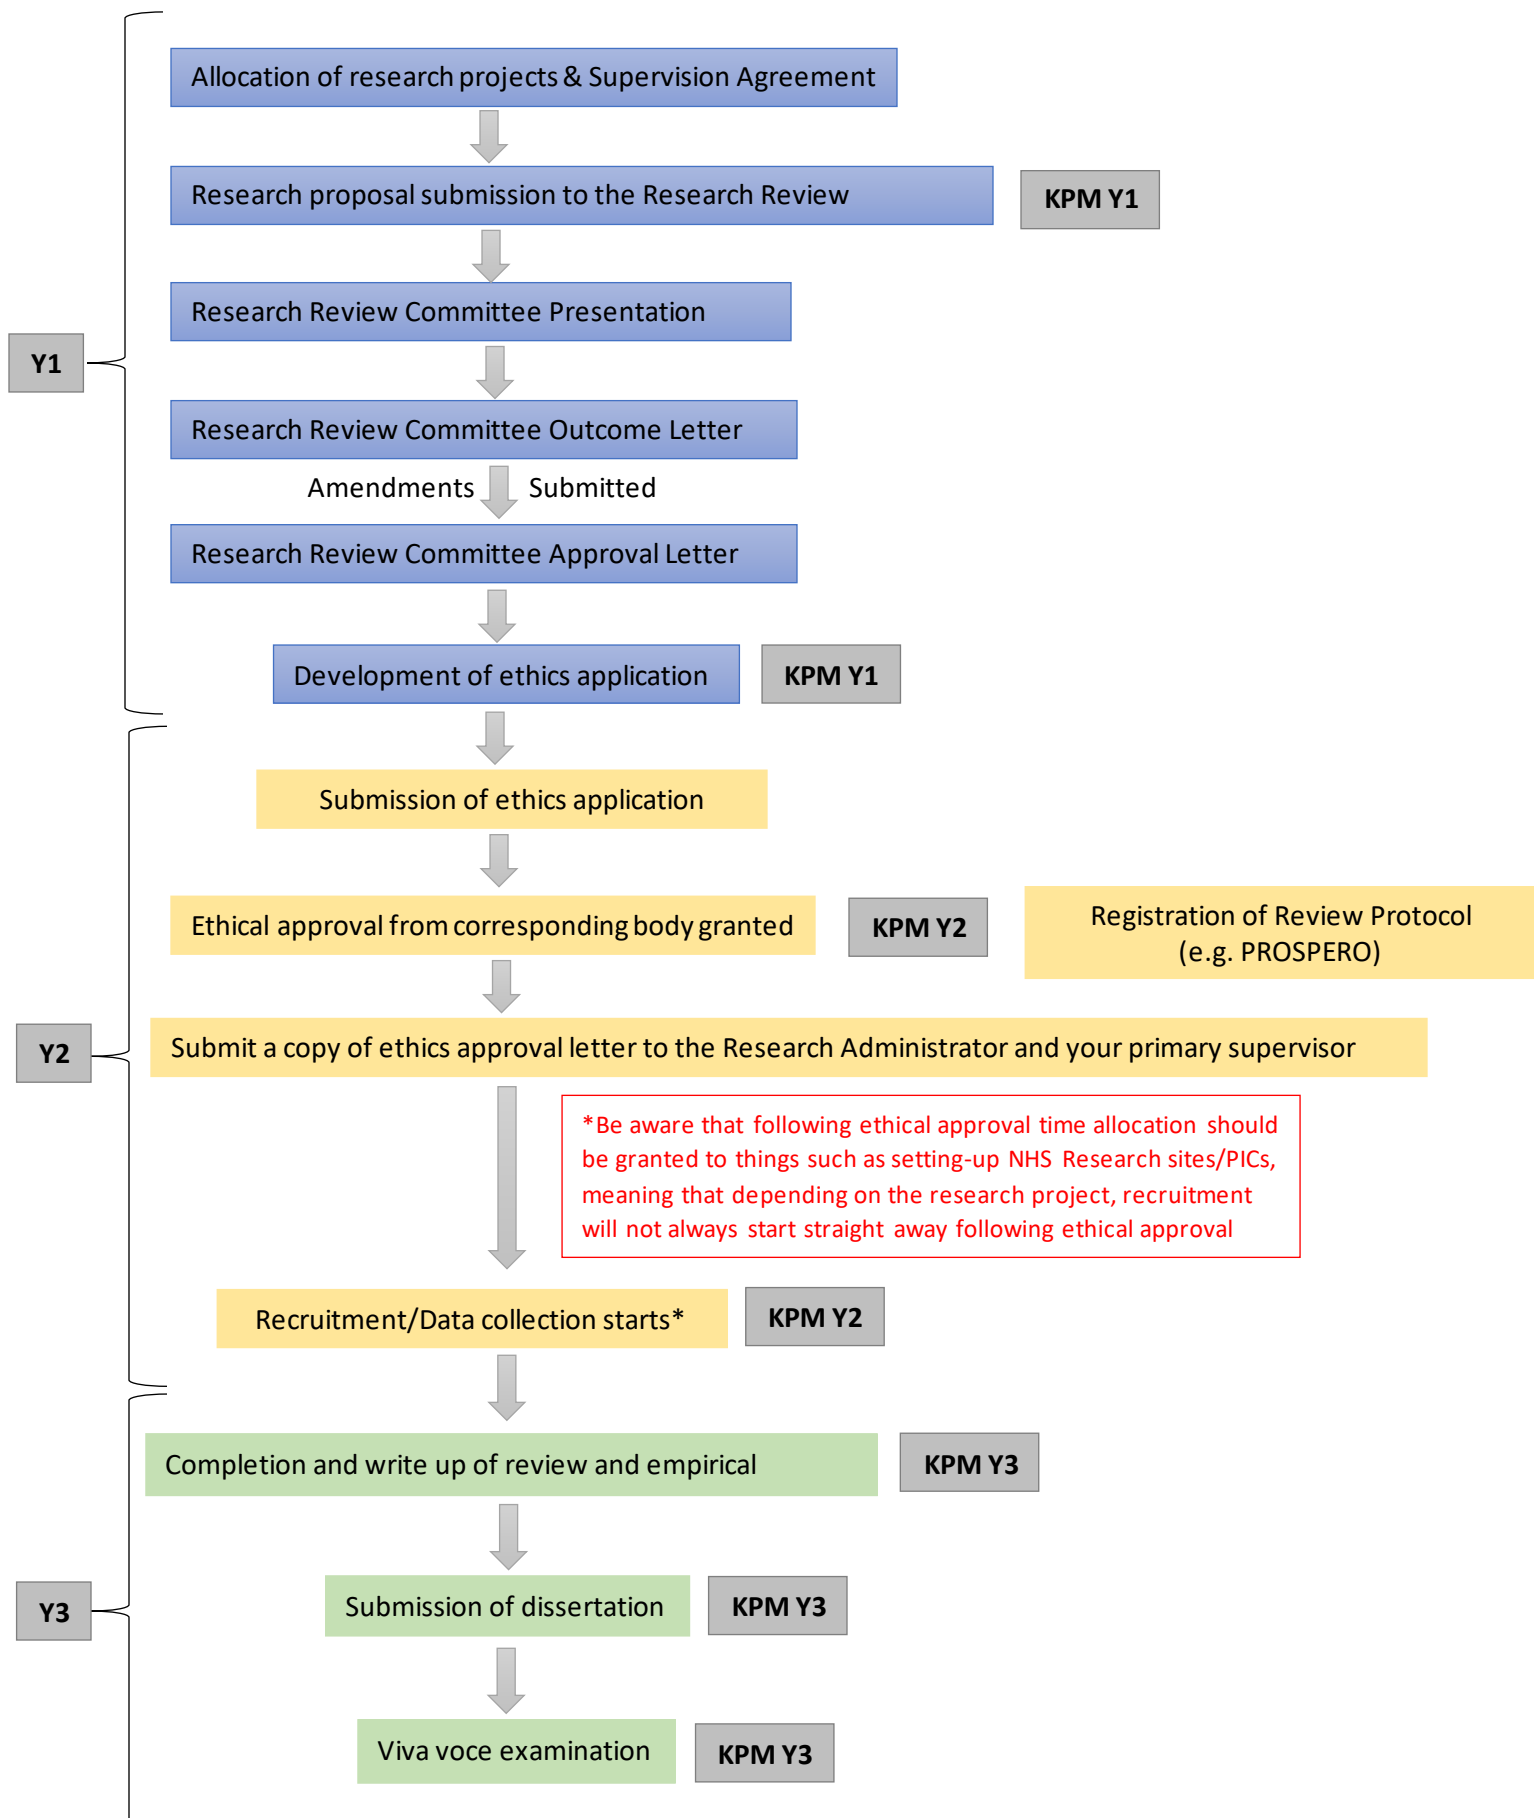 Allocation of research projects & Supervision Agreement
Research proposal submission to the Research Review
KPM Y1
Research Review Committee Presentation
Y1
Research Review Committee Outcome Letter
Amendments Submitted
Research Review Committee Approval Letter
Development of ethics application
KPM Y1
Submission of ethics application
Ethical approval from corresponding body granted
KPM Y2
Registration of Review Protocol
(e.g. PROSPERO)
Y2
Submit a copy of ethics approval letter to the Research Administrator and your primary supervisor
*Be aware that following ethical approval time allocation should
be granted to things such as setting-up NHS Research sites/PICs,
meaning that depending on the research project, recruitment
will not always start straight away following ethical approval
Recruitment/Data collection starts*
KPM Y2
Completion and write up of review and empirical
KPM Y3
Y3
Submission of dissertation
KPM Y3
Viva voce examination
KPM Y3